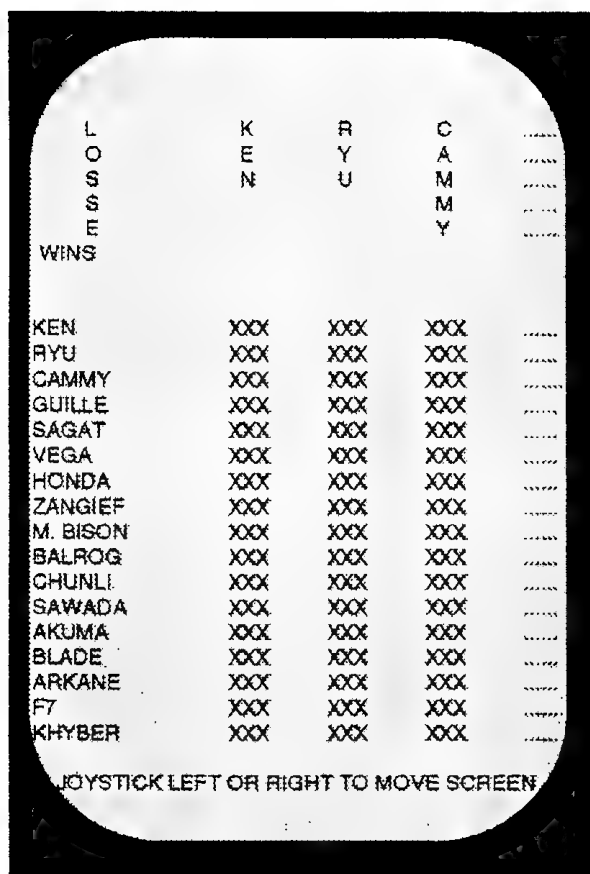 L K R C .....
O E Y A .....
S N U M .....
S M .....
E Y .....
WINS
KEN XXX XXX XXX .....
RYU XXX XXX XXX .....
CAMMY XXX XXX XXX .....
GUILLE XXX XXX XXX .....
SAGAT XXX XXX XXX .....
VEGA XXX XXX XXX .....
HONDA XXX XXX XXX .....
ZANGIEF XXX XXX XXX .....
M. BISON XXX XXX XXX .....
BALROG XXX XXX XXX .....
CHUNLI XXX XXX XXX .....
SAWADA XXX XXX XXX .....
AKUMA XXX XXX XXX .....
BLADE XXX XXX XXX .....
ARKANE XXX XXX XXX .....
F7 XXX XXX XXX .....
KHYBER XXX XXX XXX .....
JOYSTICK LEFT OR RIGHT TO MOVE SCREEN